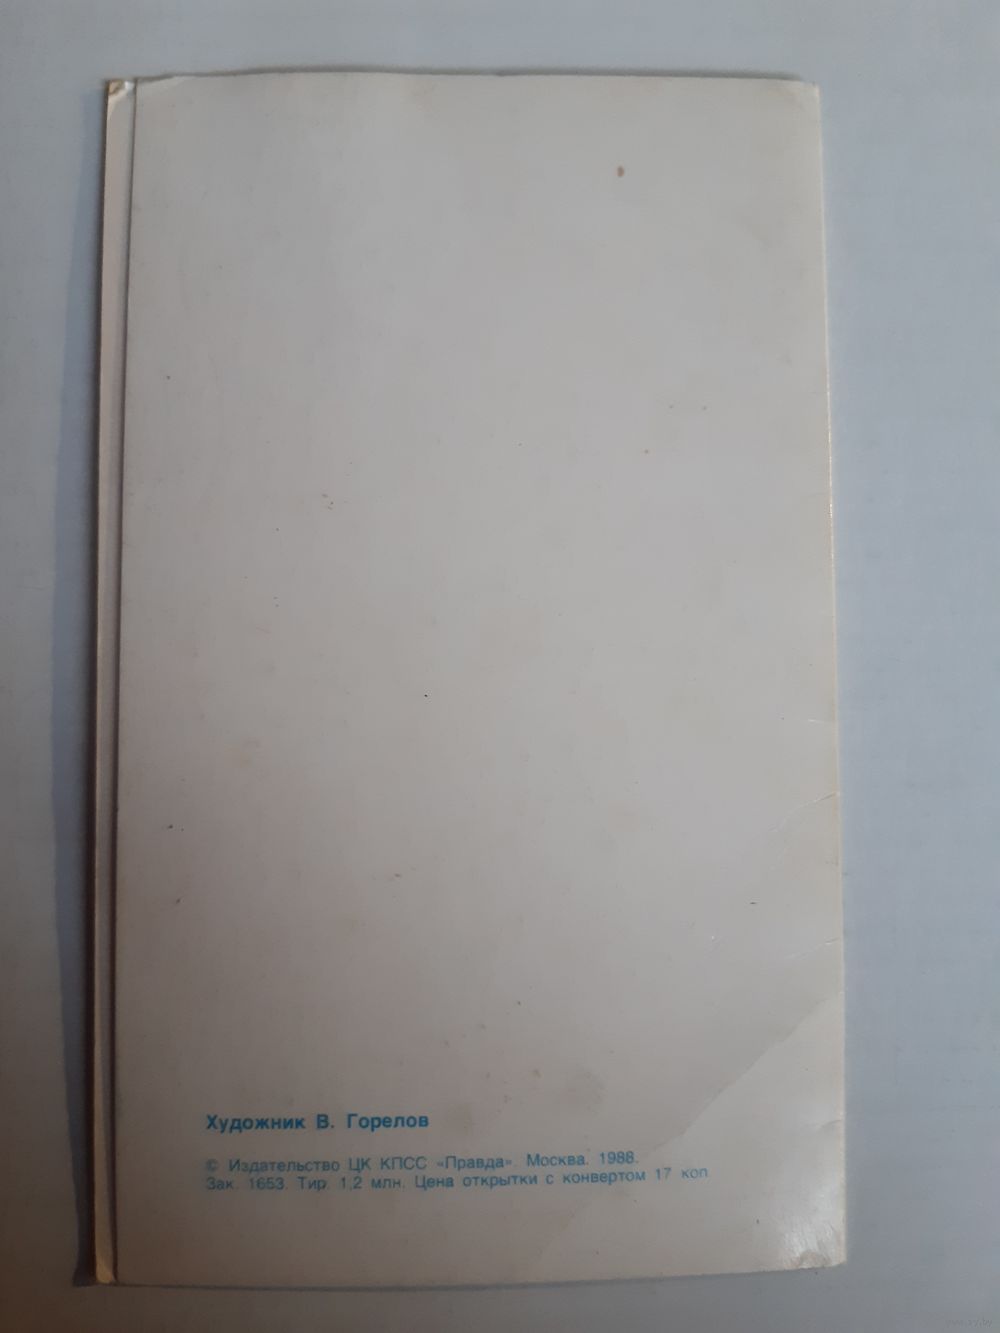 Художник В. Горелов
© Издательство ЦК КПСС «Правда». Москва. 1988.
Зак. 1653. Тир. 1,2 млн. Цена открытки с конвертом 17 коп.